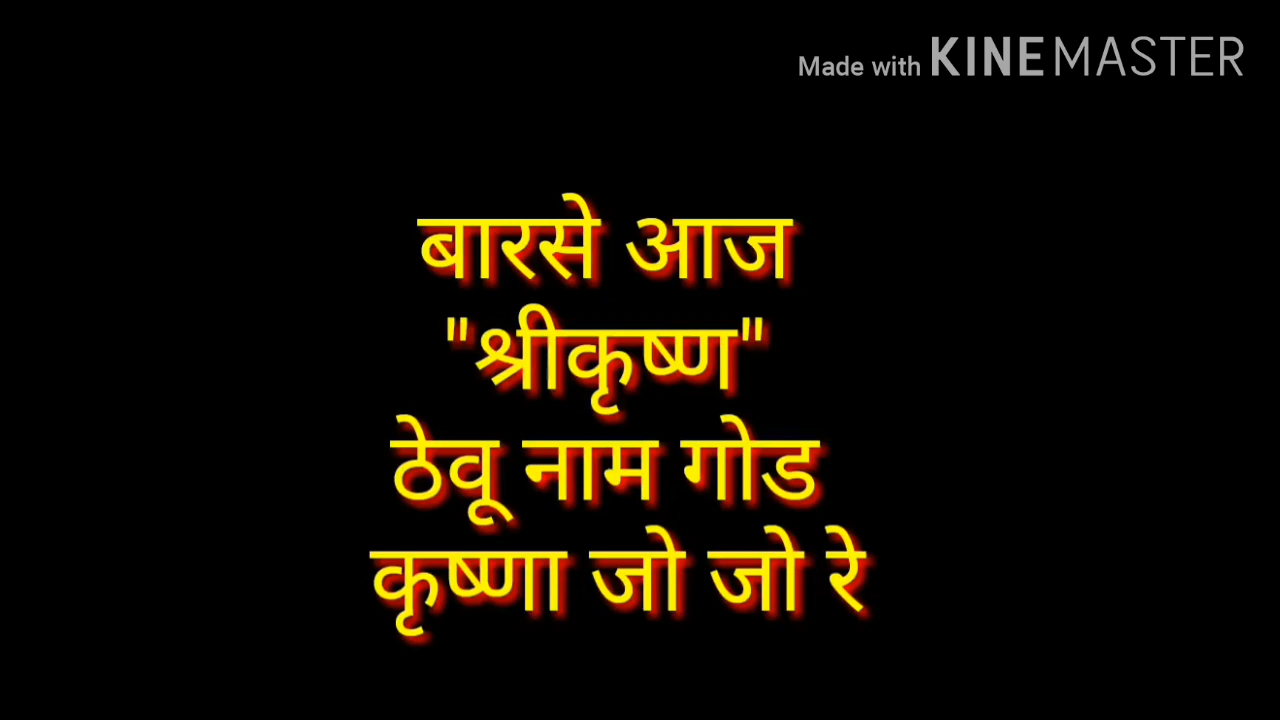 Made with KINEMASTER
बारसे आज
"श्रीकृष्ण"
ठेवू नाम गोड
कृष्णा जो जो रे